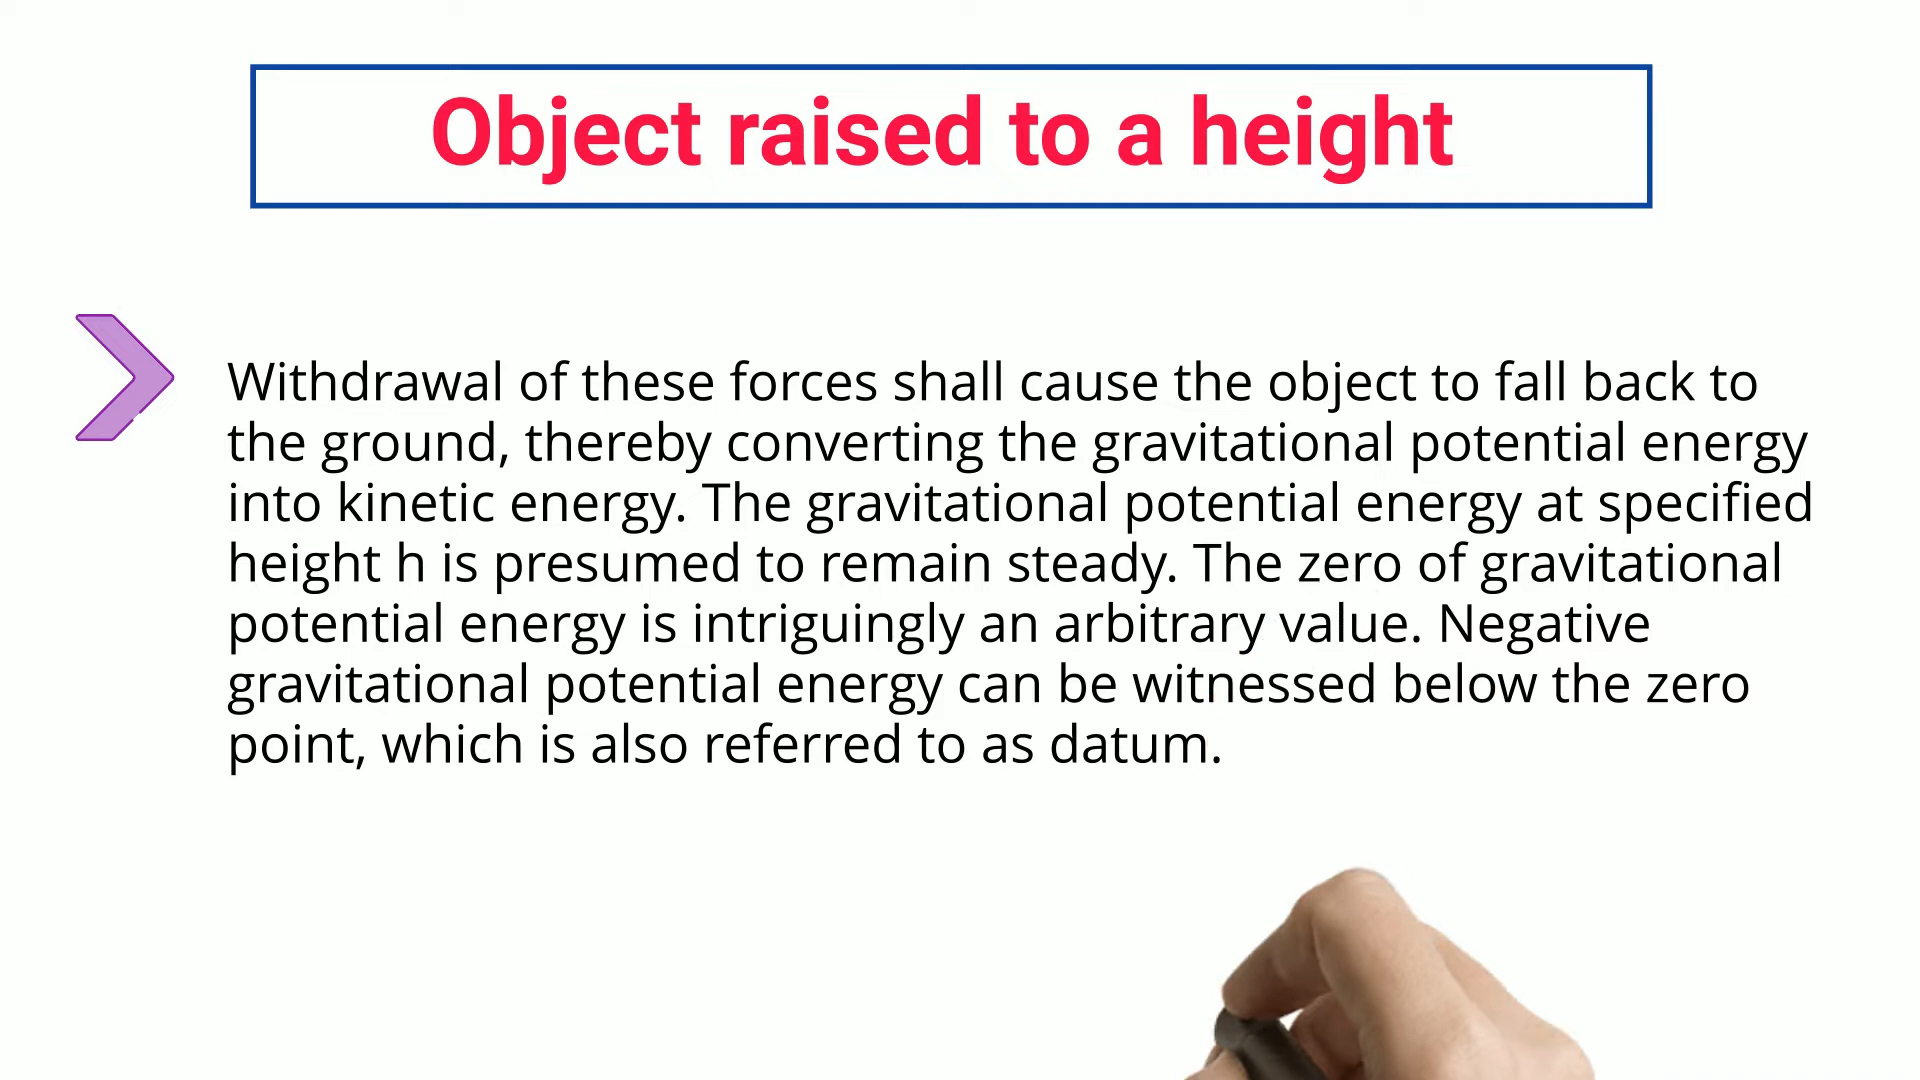 Object raised to a height
Withdrawal of these forces shall cause the object to fall back to
the ground, thereby converting the gravitational potential energy
into kinetic energy. The gravitational potential energy at specified
height h is presumed to remain steady. The zero of gravitational
potential energy is intriguingly an arbitrary value. Negative
gravitational potential energy can be witnessed below the zero
point, which is also referred to as datum.